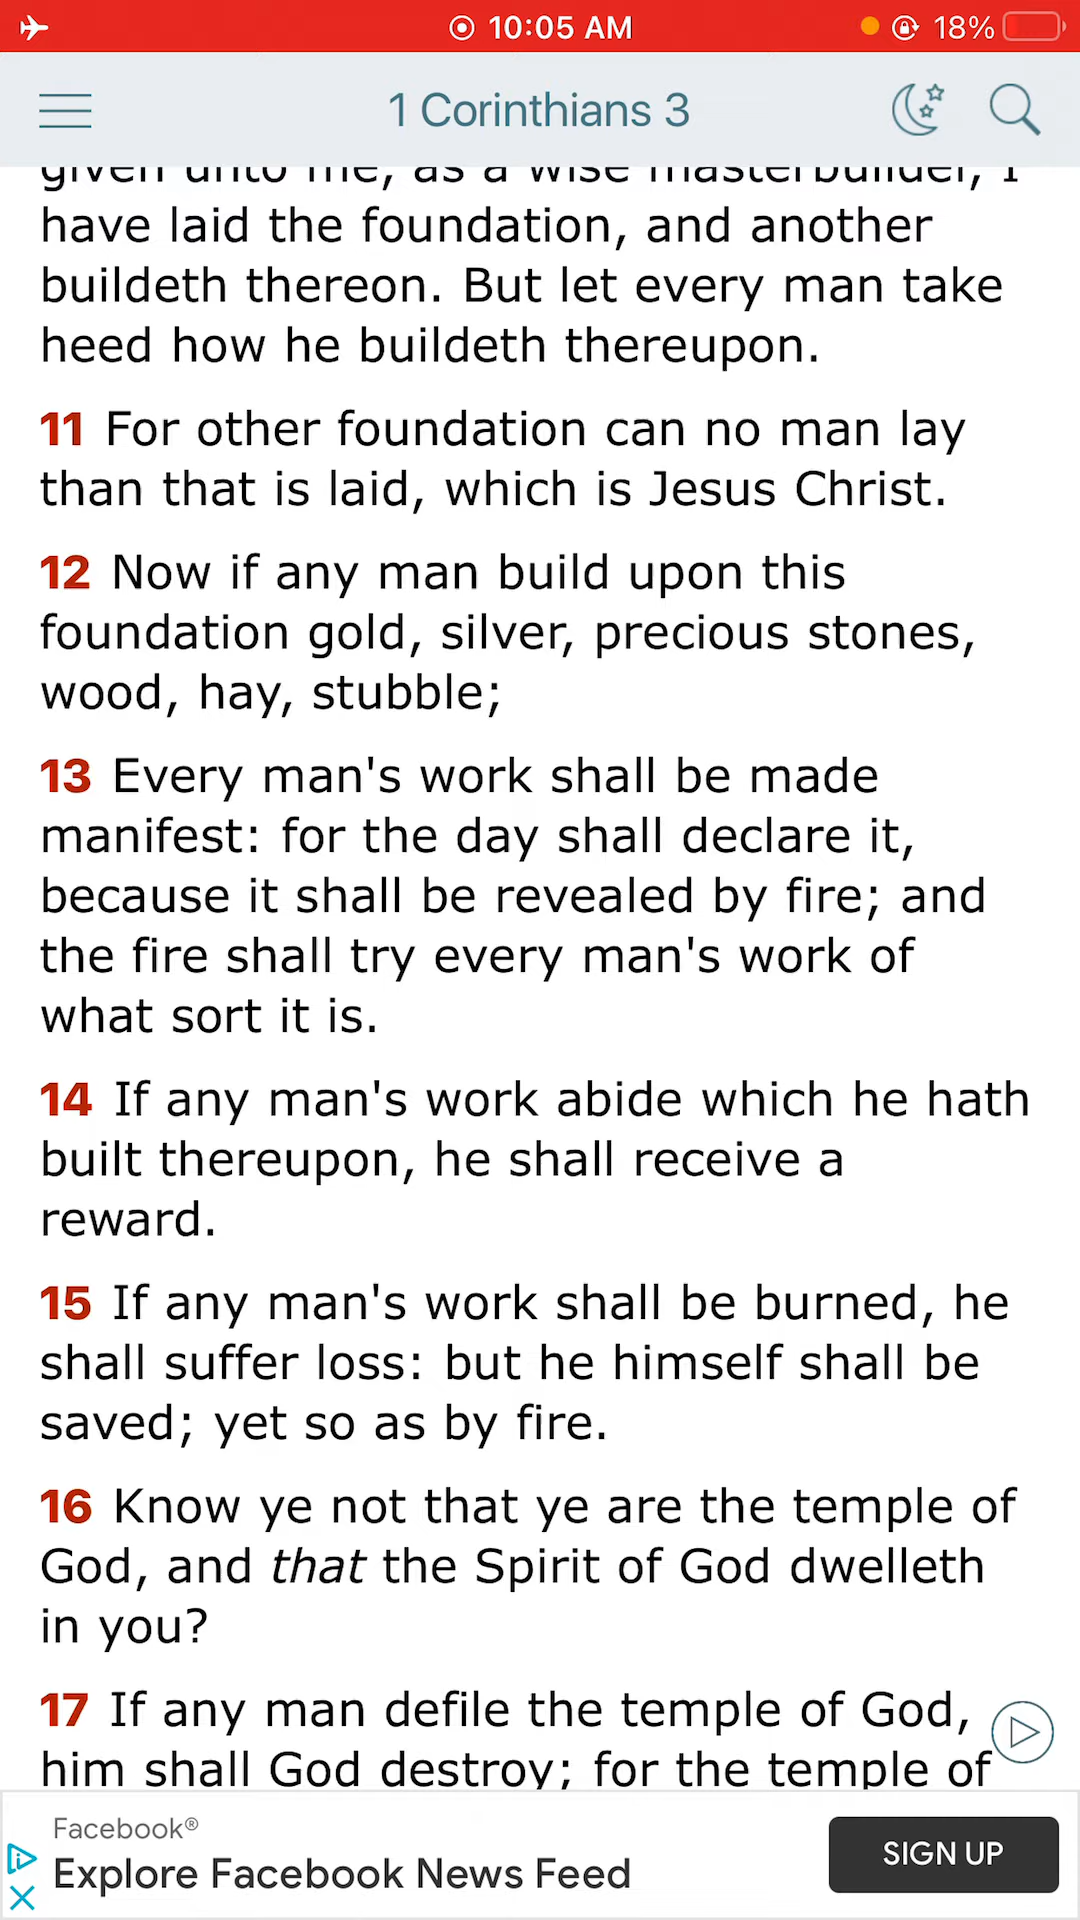 10:05 AM
18%
1 Corinthians 3
given unto me, as a wise masterbuilder, I
have laid the foundation, and another
buildeth thereon. But let every man take
heed how he buildeth thereupon.
11 For other foundation can no man lay
than that is laid, which is Jesus Christ.
12 Now if any man build upon this
foundation gold, silver, precious stones,
wood, hay, stubble;
13 Every man's work shall be made
manifest: for the day shall declare it,
because it shall be revealed by fire; and
the fire shall try every man's work of
what sort it is.
14 If any man's work abide which he hath
built thereupon, he shall receive a
reward.
15 If any man's work shall be burned, he
shall suffer loss: but he himself shall be
saved; yet so as by fire.
16 Know ye not that ye are the temple of
God, and that the Spirit of God dwelleth
in you?
17 If any man defile the temple of God,
him shall God destroy; for the temple of
Facebook®
Explore Facebook News Feed
SIGN UP